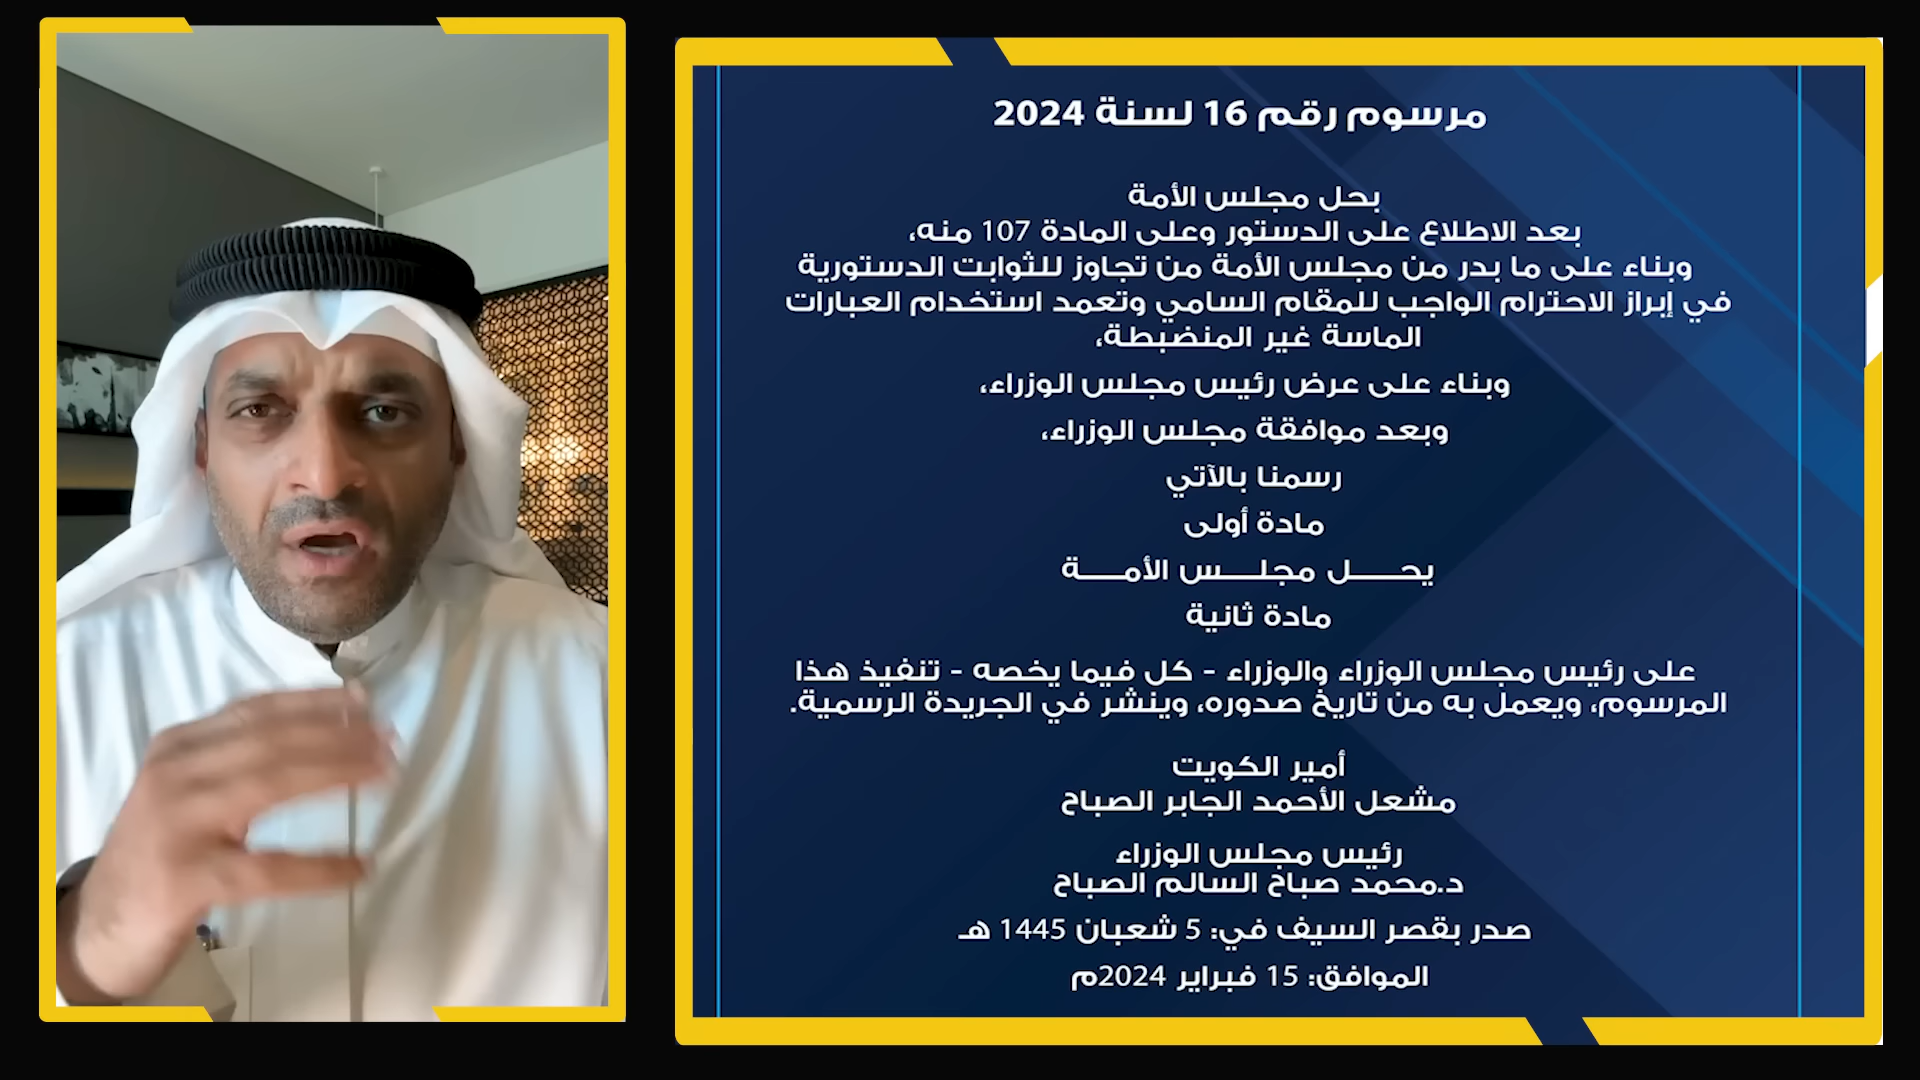 مرسوم رقم 16 لسنة 2024
بحل مجلس الأمة
بعد الاطلاع على الدستور وعلى المادة 107 منه،
وبناء على ما بدر من مجلس الأمة من تجاوز للثوابت الدستورية
في إبراز الاحترام الواجب للمقام السامي وتعمد استخدام العبارات
الماسة غير المنضبطة،
وبناء على عرض رئيس مجلس الوزراء،
وبعد موافقة مجلس الوزراء،
رسمنا بالآتي
مادة أولى
يحـــــل مجلـــــس الأمـــــة
مادة ثانية
على رئيس مجلس الوزراء والوزراء - كل فيما يخصه - تنفيذ هذا
المرسوم، ويعمل به من تاريخ صدوره، وينشر في الجريدة الرسمية.
أمير الكويت
مشعل الأحمد الجابر الصباح
رئيس مجلس الوزراء
د.محمد صباح السالم الصباح
صدر بقصر السيف في: 5 شعبان 1445 هـ
الموافق: 15 فبراير 2024م